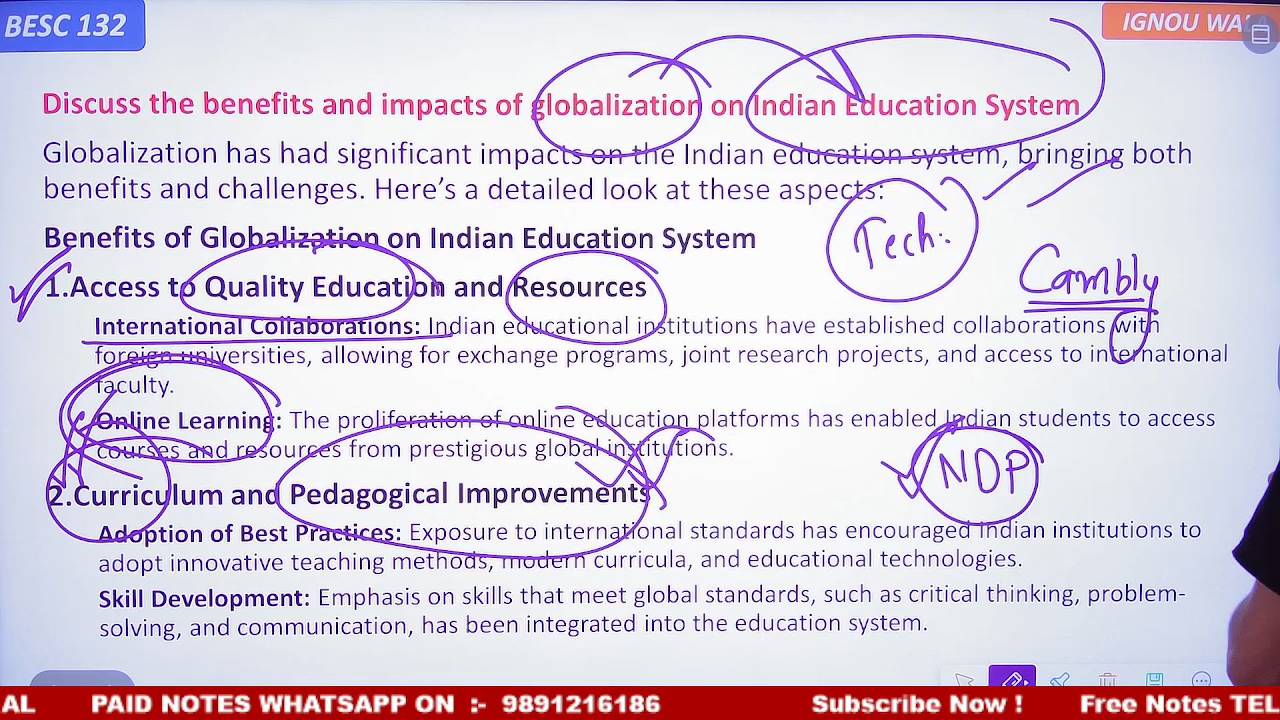 BESC 132
IGNOU WA
Discuss the benefits and impacts of globalization on Indian Education System
Globalization has had significant impacts on the Indian education system, bringing both
benefits and challenges. Here's a detailed look at these aspects:
Tech.
Benefits of Globalization on Indian Education System
Cambly
1.Access to Quality Education and Resources
International Collaborations: Indian educational institutions have established collaborations with
foreign universities, allowing for exchange programs, joint research projects, and access to international
faculty.
Online Learning: The proliferation of online education platforms has enabled Indian students to access
courses and resources from prestigious global institutions.
NDP
2.Curriculum and Pedagogical Improvements
Adoption of Best Practices: Exposure to international standards has encouraged Indian institutions to
adopt innovative teaching methods, modern curricula, and educational technologies.
Skill Development: Emphasis on skills that meet global standards, such as critical thinking, problem-
solving, and communication, has been integrated into the education system.
AL PAID NOTES WHATSAPP ON :- 9891216186 Subscribe Now ! Free Notes TEL